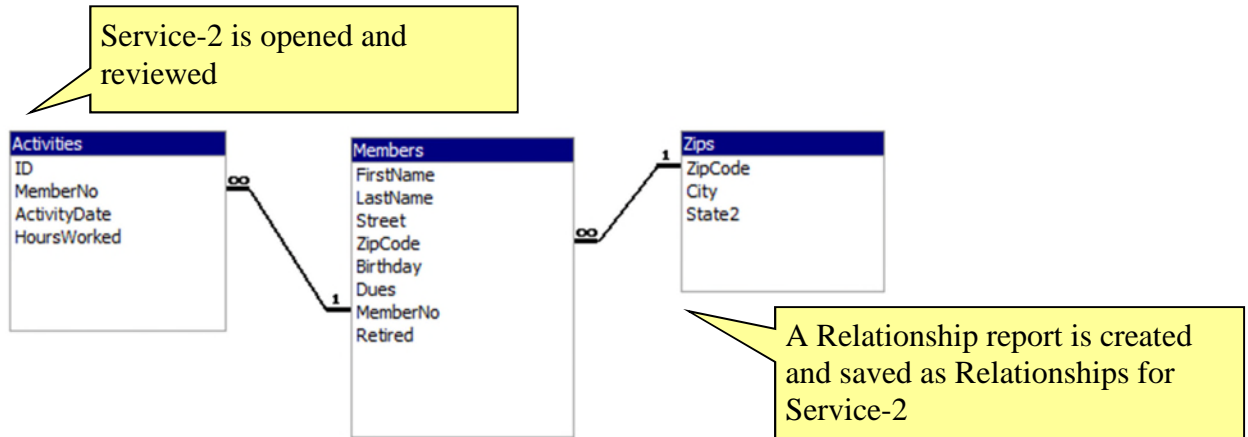 Service-2 is opened and
reviewed
Activities
ID
MemberNo
ActivityDate
HoursWorked
∞
1
Members
FirstName
LastName
Street
ZipCode
Birthday
Dues
MemberNo
Retired
∞
1
Zips
ZipCode
City
State2
A Relationship report is created
and saved as Relationships for
Service-2